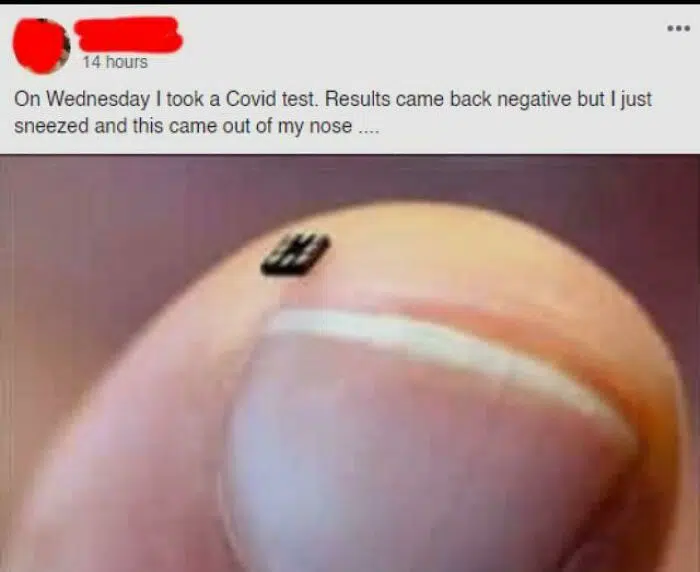 14 hours
On Wednesday I took a Covid test. Results came back negative but I just
sneezed and this came out of my nose ....